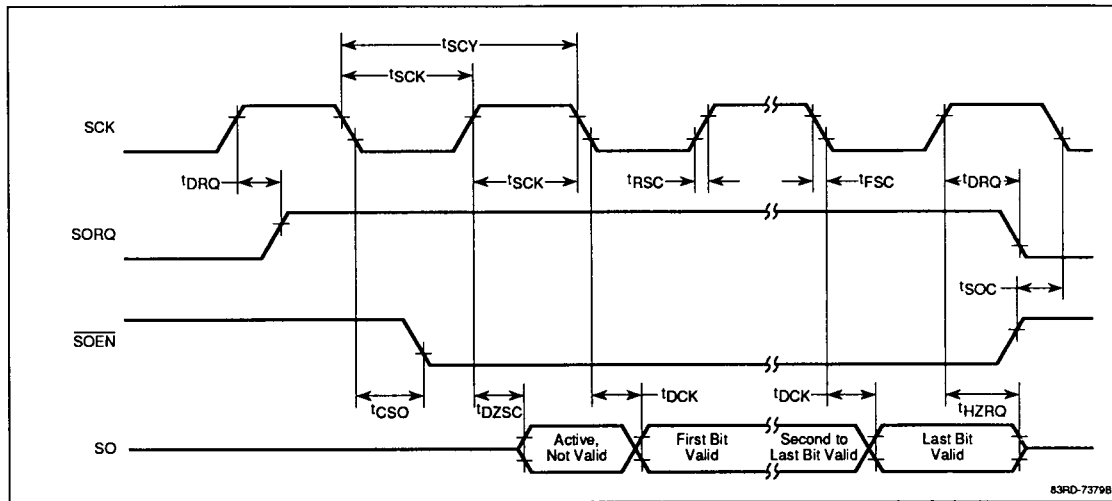 tSCY
tSCK
SCK
tDRQ
tSCK
tRSC
tFSC
tDRQ
SORQ
tSOC
SOEN
tCSO
tDZSC
tDCK
tDCK
tHZRQ
SO
Active,
Not Valid
First Bit
Valid
Second to
Last Bit Valid
Last Bit
Valid
83RD-7379B